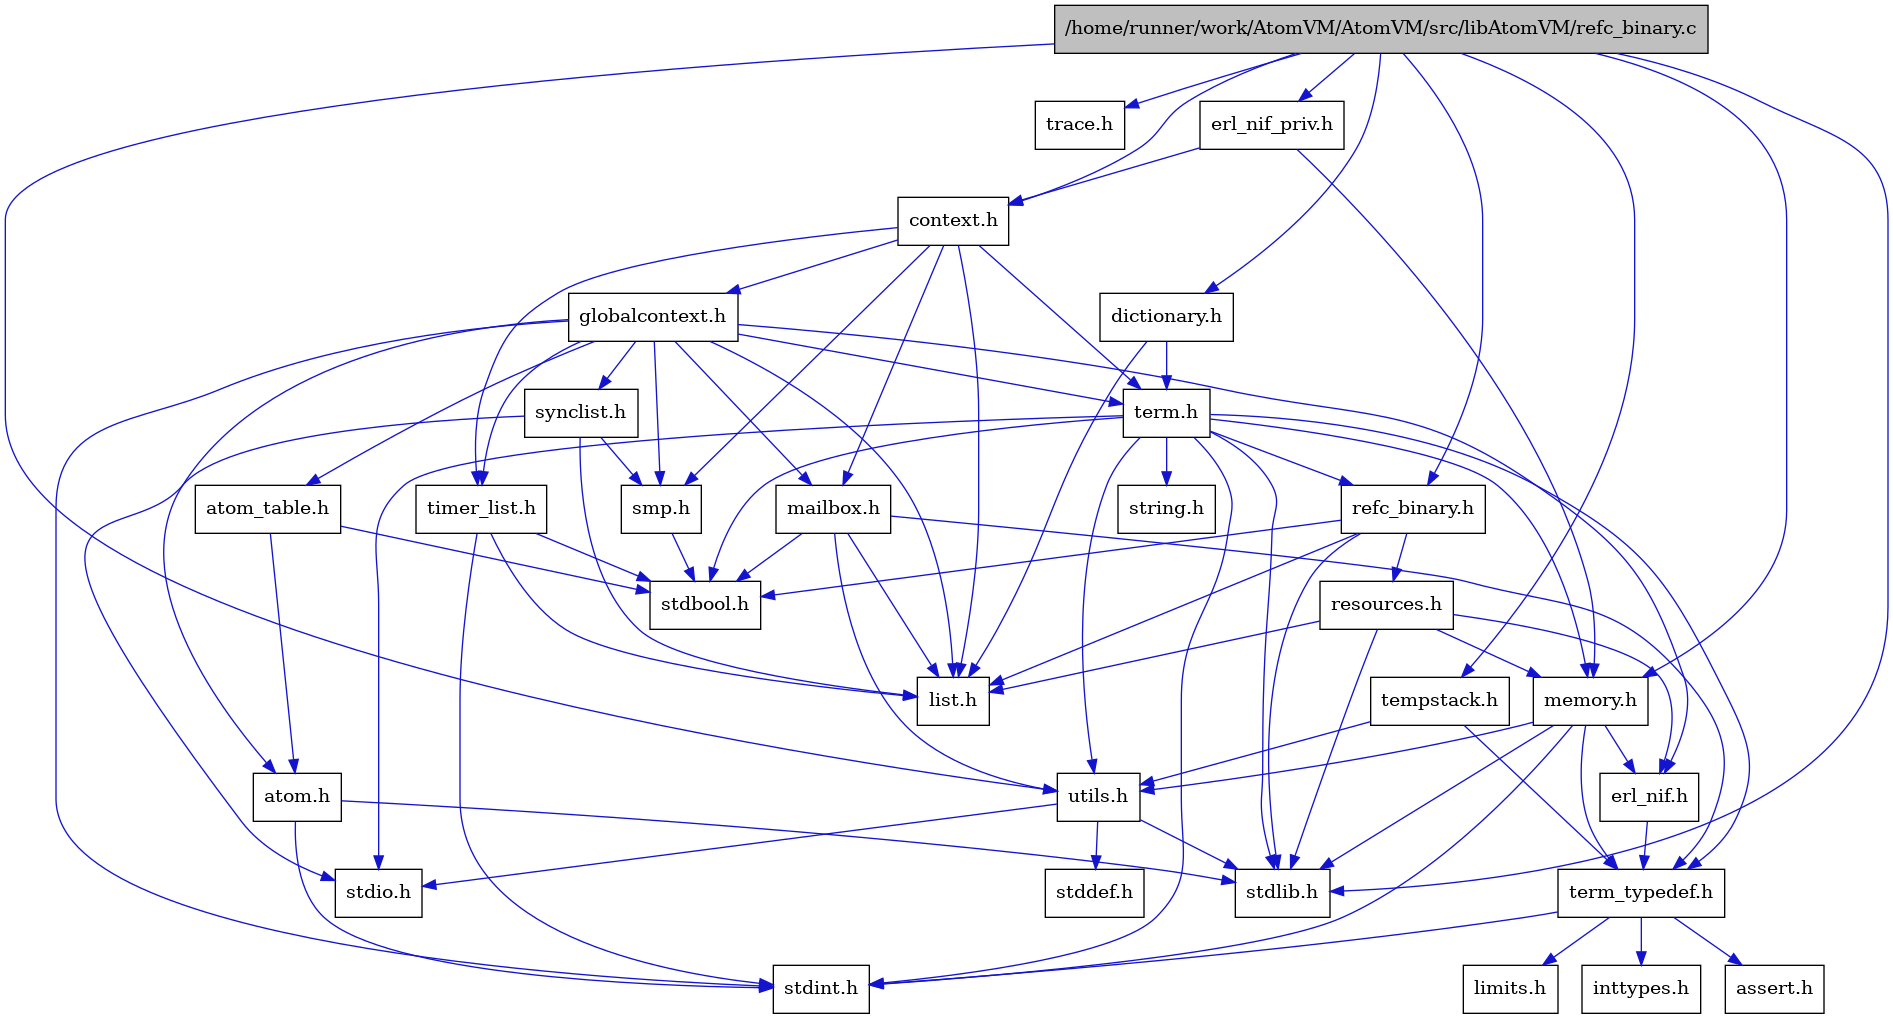 /home/runner/work/AtomVM/AtomVM/src/libAtomVM/refc_binary.c
trace.h
erl_nif_priv.h
context.h
globalcontext.h
dictionary.h
synclist.h
term.h
atom_table.h
timer_list.h
smp.h
mailbox.h
string.h
refc_binary.h
stdbool.h
resources.h
list.h
tempstack.h
memory.h
atom.h
utils.h
erl_nif.h
stdio.h
stddef.h
stdlib.h
term_typedef.h
stdint.h
limits.h
inttypes.h
assert.h